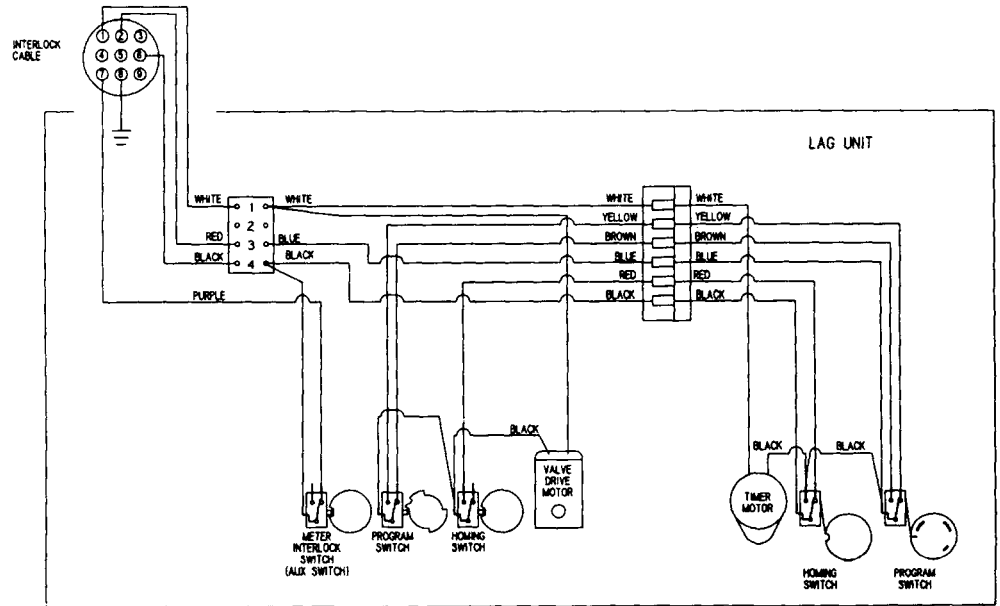 INTERLOCK
CABLE
1 2 3
4 5 6
7 8 9
LAG UNIT
WHITE 1 WHITE WHITE WHITE
2 YELLOW YELLOW
RED 3 BLUE BROWN BROWN
BLACK 4 BLACK BLUE BLUE
RED RED
PURPLE BLACK BLACK
BLACK
BLACK BLACK
VALVE
DRIVE
MOTOR
TIMER
MOTOR
METER
INTERLOCK
SWITCH
(AUX SWITCH)
PROGRAM
SWITCH
HOMING
SWITCH
HOMING
SWITCH
PROGRAM
SWITCH